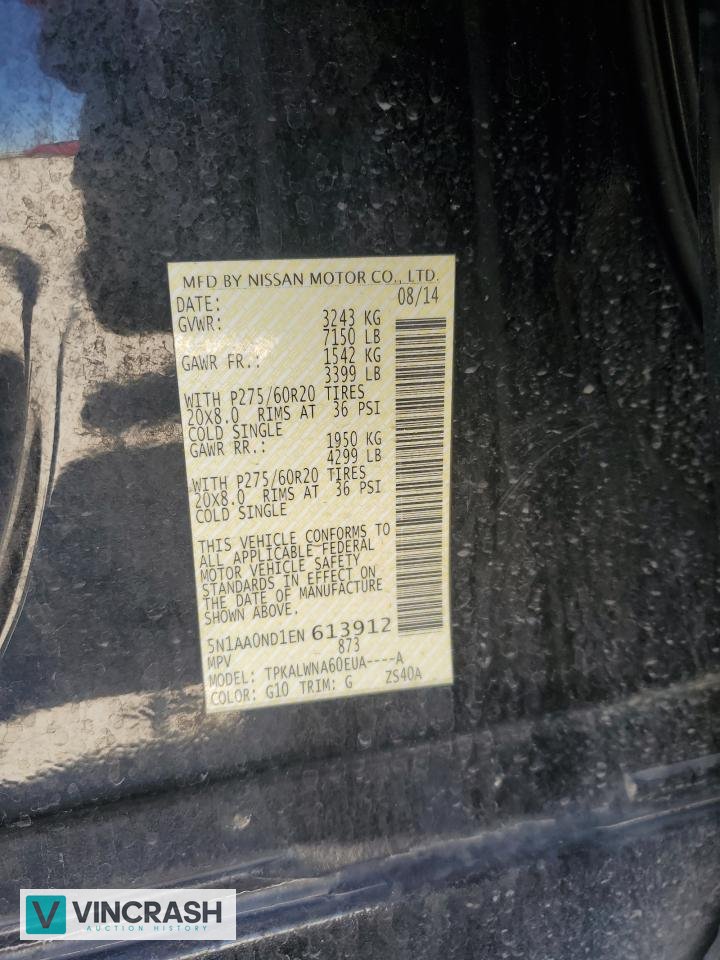 MFD BY NISSAN MOTOR CO., LTD.
DATE: 08/14
GVWR: 3243 KG
7150 LB
GAWR FR.: 1542 KG
3399 LB
WITH P275/60R20 TIRES
20X8.0 RIMS AT 36 PSI
COLD SINGLE
GAWR RR.: 1950 KG
4299 LB
WITH P275/60R20 TIRES
20X8.0 RIMS AT 36 PSI
COLD SINGLE
THIS VEHICLE CONFORMS TO
ALL APPLICABLE FEDERAL
MOTOR VEHICLE SAFETY
STANDARDS IN EFFECT ON
THE DATE OF MANUFACTURE
SHOWN ABOVE.
5N1AA0ND1EN 613912
MPV 873
MODEL: TPKALWNA60EUA----A
COLOR: G10 TRIM: G ZS40A
V VINCRASH
AUCTION HISTORY